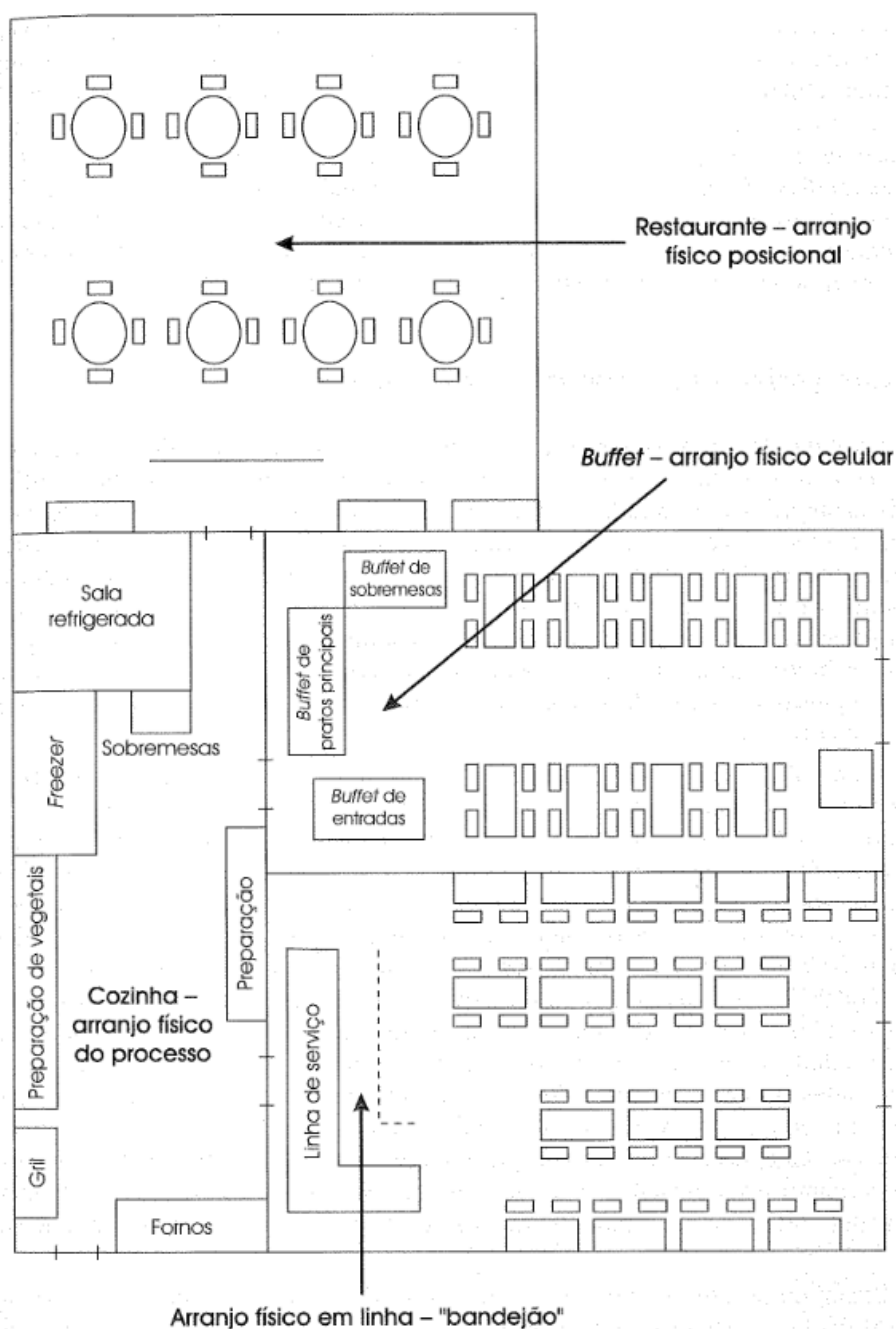 Restaurante – arranjo
físico posicional
Buffet – arranjo físico celular
Buffet de
sobremesas
Sala
refrigerada
Buffet de
pratos principais
Sobremesas
Freezer
Buffet de
entradas
Preparação de vegetais
Preparação
Cozinha –
arranjo físico
do processo
Linha de serviço
Gril
Fornos
Arranjo físico em linha – "bandejão"